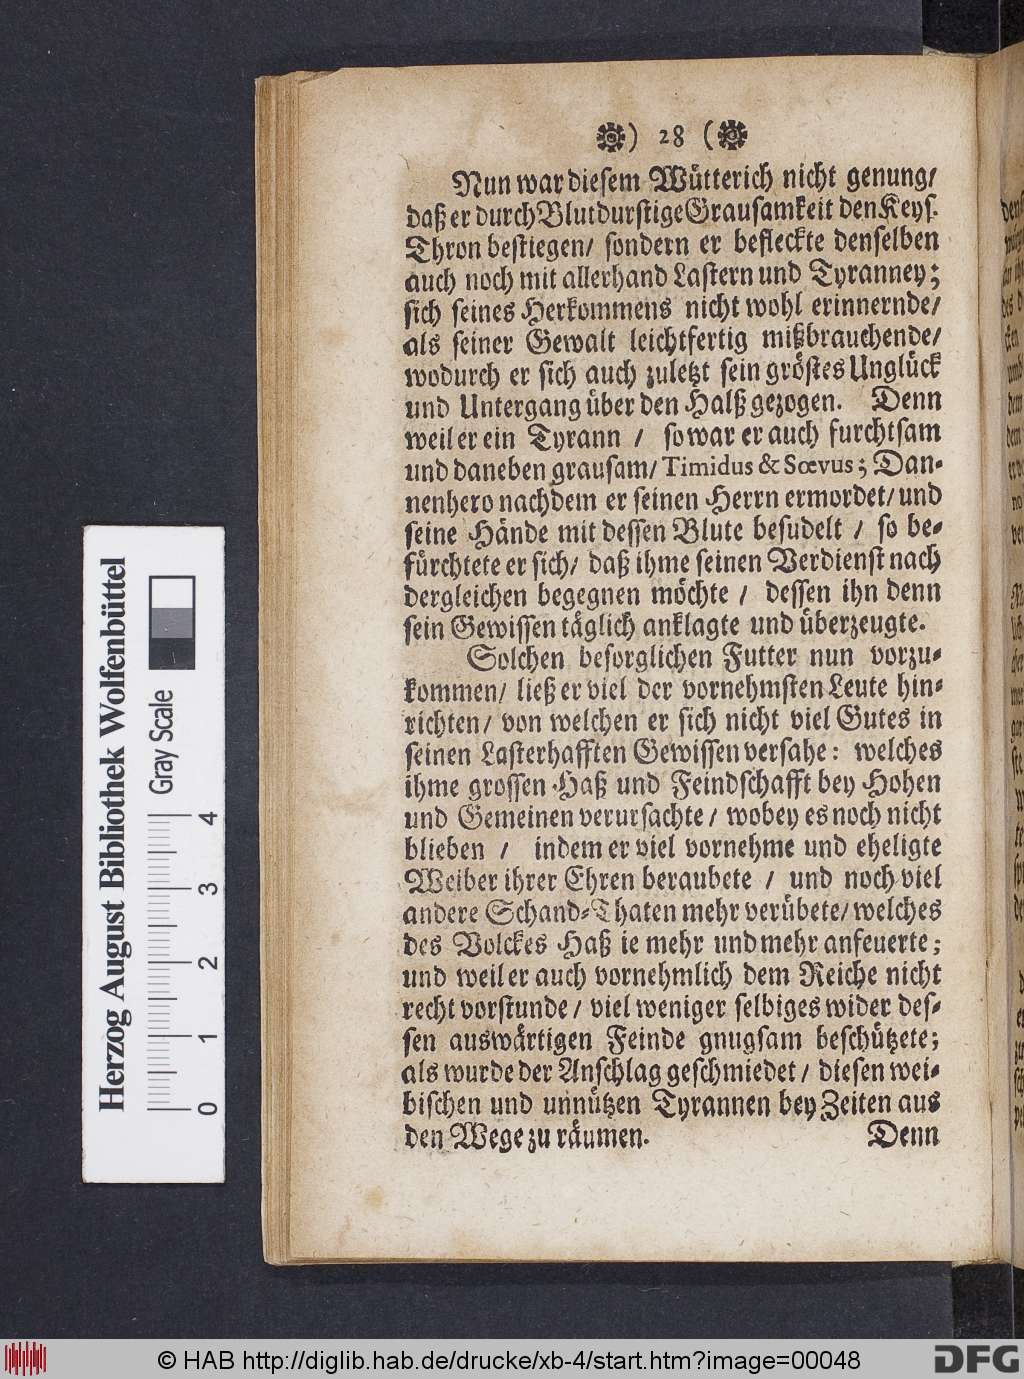 ) 28 (
Nun war diesem Wütterich nicht genung/
daß er durch Blutdurstige Grausamkeit den Keys.
Thron bestiegen/ sondern er befleckte denselben
auch noch mit allerhand Lastern und Tyranney;
sich seines Herkommens nicht wohl erinnernde/
als seiner Gewalt leichtfertig mißbrauchende/
wodurch er sich auch zuletzt sein gröstes Unglück
und Untergang über den Halß gezogen. Denn
weil er ein Tyrann / so war er auch furchtsam
und daneben grausam/ Timidus & Sœvus; Dan-
nenhero nachdem er seinen Herrn ermordet/ und
seine Hände mit dessen Blute besudelt / so be-
fürchtete er sich/ daß ihme seinen Verdienst nach
dergleichen begegnen möchte / dessen ihn denn
sein Gewissen täglich anklagte und überzeugte.
Solchen besorglichen Futter nun vorzu-
kommen/ ließ er viel der vornehmsten Leute hin-
richten/ von welchen er sich nicht viel Gutes in
seinen Lasterhafften Gewissen versahe: welches
ihme grossen Haß und Feindschafft bey Hohen
und Gemeinen verursachte/ wobey es noch nicht
blieben / indem er viel vornehme und eheligte
Weiber ihrer Ehren beraubete / und noch viel
andere Schand-Thaten mehr verübete/ welches
des Volckes Haß ie mehr und mehr anfeuerte;
und weil er auch vornehmlich dem Reiche nicht
recht vorstunde/ viel weniger selbiges wider des-
sen auswärtigen Feinde gnugsam beschützete;
als wurde der Anschlag geschmiedet/ diesen wei-
bischen und unnützen Tyrannen bey Zeiten aus
den Wege zu räumen.
Denn
Herzog August Bibliothek Wolfenbüttel
Gray Scale
0 1 2 3 4
© HAB http://diglib.hab.de/drucke/xb-4/start.htm?image=00048
DFG